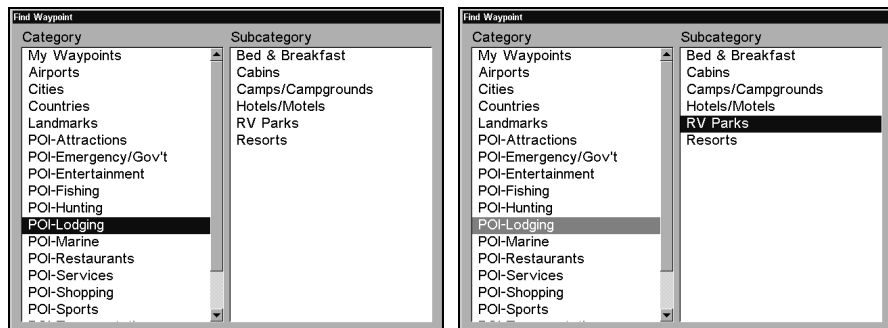 Find Waypoint
Category
My Waypoints
Airports
Cities
Countries
Landmarks
POI-Attractions
POI-Emergency/Gov't
POI-Entertainment
POI-Fishing
POI-Hunting
POI-Lodging
POI-Marine
POI-Restaurants
POI-Services
POI-Shopping
POI-Sports
Subcategory
Bed & Breakfast
Cabins
Camps/Campgrounds
Hotels/Motels
RV Parks
Resorts
Find Waypoint
Category
My Waypoints
Airports
Cities
Countries
Landmarks
POI-Attractions
POI-Emergency/Gov't
POI-Entertainment
POI-Fishing
POI-Hunting
POI-Lodging
POI-Marine
POI-Restaurants
POI-Services
POI-Shopping
POI-Sports
Subcategory
Bed & Breakfast
Cabins
Camps/Campgrounds
Hotels/Motels
RV Parks
Resorts